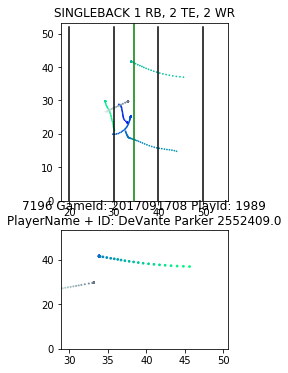 SINGLEBACK 1 RB, 2 TE, 2 WR
50
40
30
20
10
0
20 30 40 50
7196 GameId: 2017091708 PlayId: 1989
PlayerName + ID: DeVante Parker 2552409.0
40
20
0
30 35 40 45 50